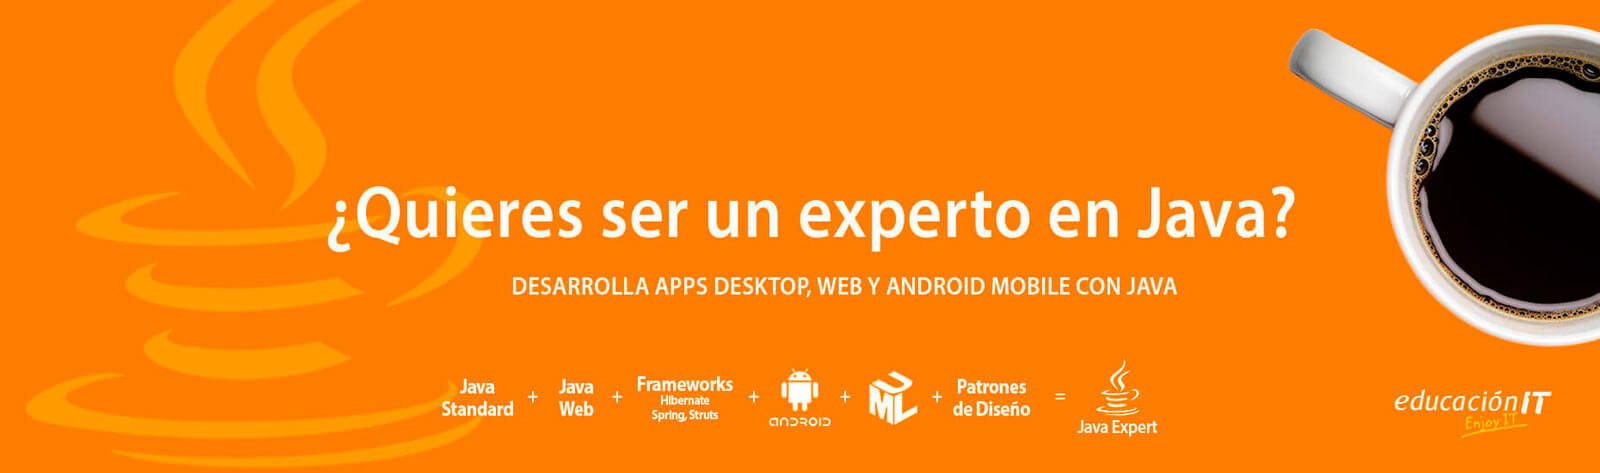 ¿Quieres ser un experto en Java?
DESARROLLA APPS DESKTOP, WEB Y ANDROID MOBILE CON JAVA
Java
Standard
+
Java
Web
+
Frameworks
Hibernate
Spring, Struts
+
ANDROID
+
UML
+
Patrones
de Diseño
=
Java Expert
educaciónIT
Enjoy IT